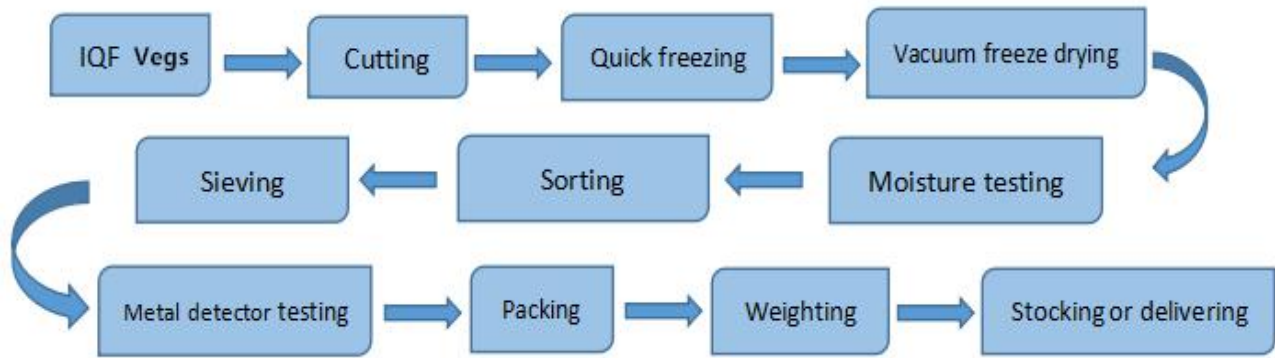 IQF Vegs
Cutting
Quick freezing
Vacuum freeze drying
Moisture testing
Sorting
Sieving
Metal detector testing
Packing
Weighting
Stocking or delivering